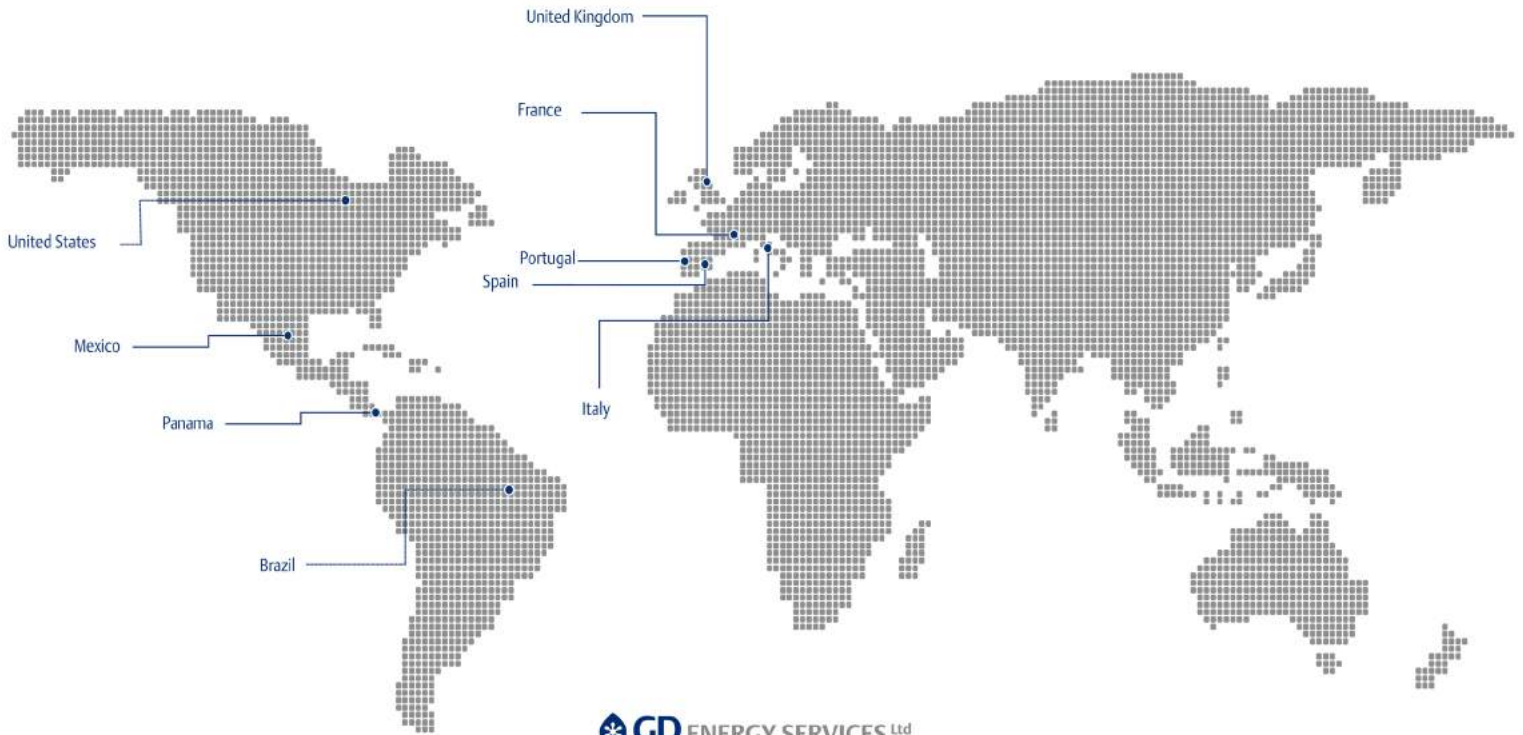 United Kingdom
France
United States
Portugal
Spain
Mexico
Italy
Panama
Brazil
GD ENERGY SERVICES Ltd